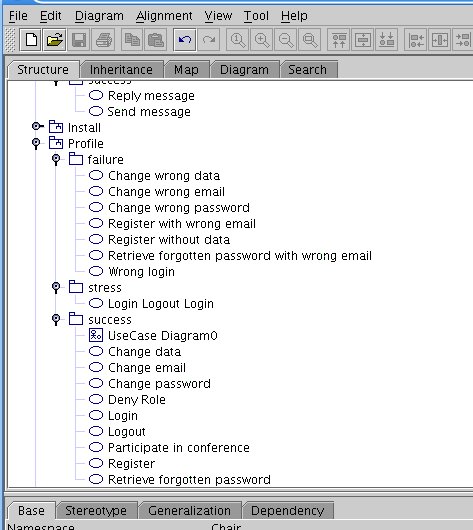 File Edit Diagram Alignment View Tool Help
Structure Inheritance Map Diagram Search
success
Reply message
Send message
Install
Profile
failure
Change wrong data
Change wrong email
Change wrong password
Register with wrong email
Register without data
Retrieve forgotten password with wrong email
Wrong login
stress
Login Logout Login
success
UseCase Diagram0
Change data
Change email
Change password
Deny Role
Login
Logout
Participate in conference
Register
Retrieve forgotten password
Base Stereotype Generalization Dependency
Namespace Chair